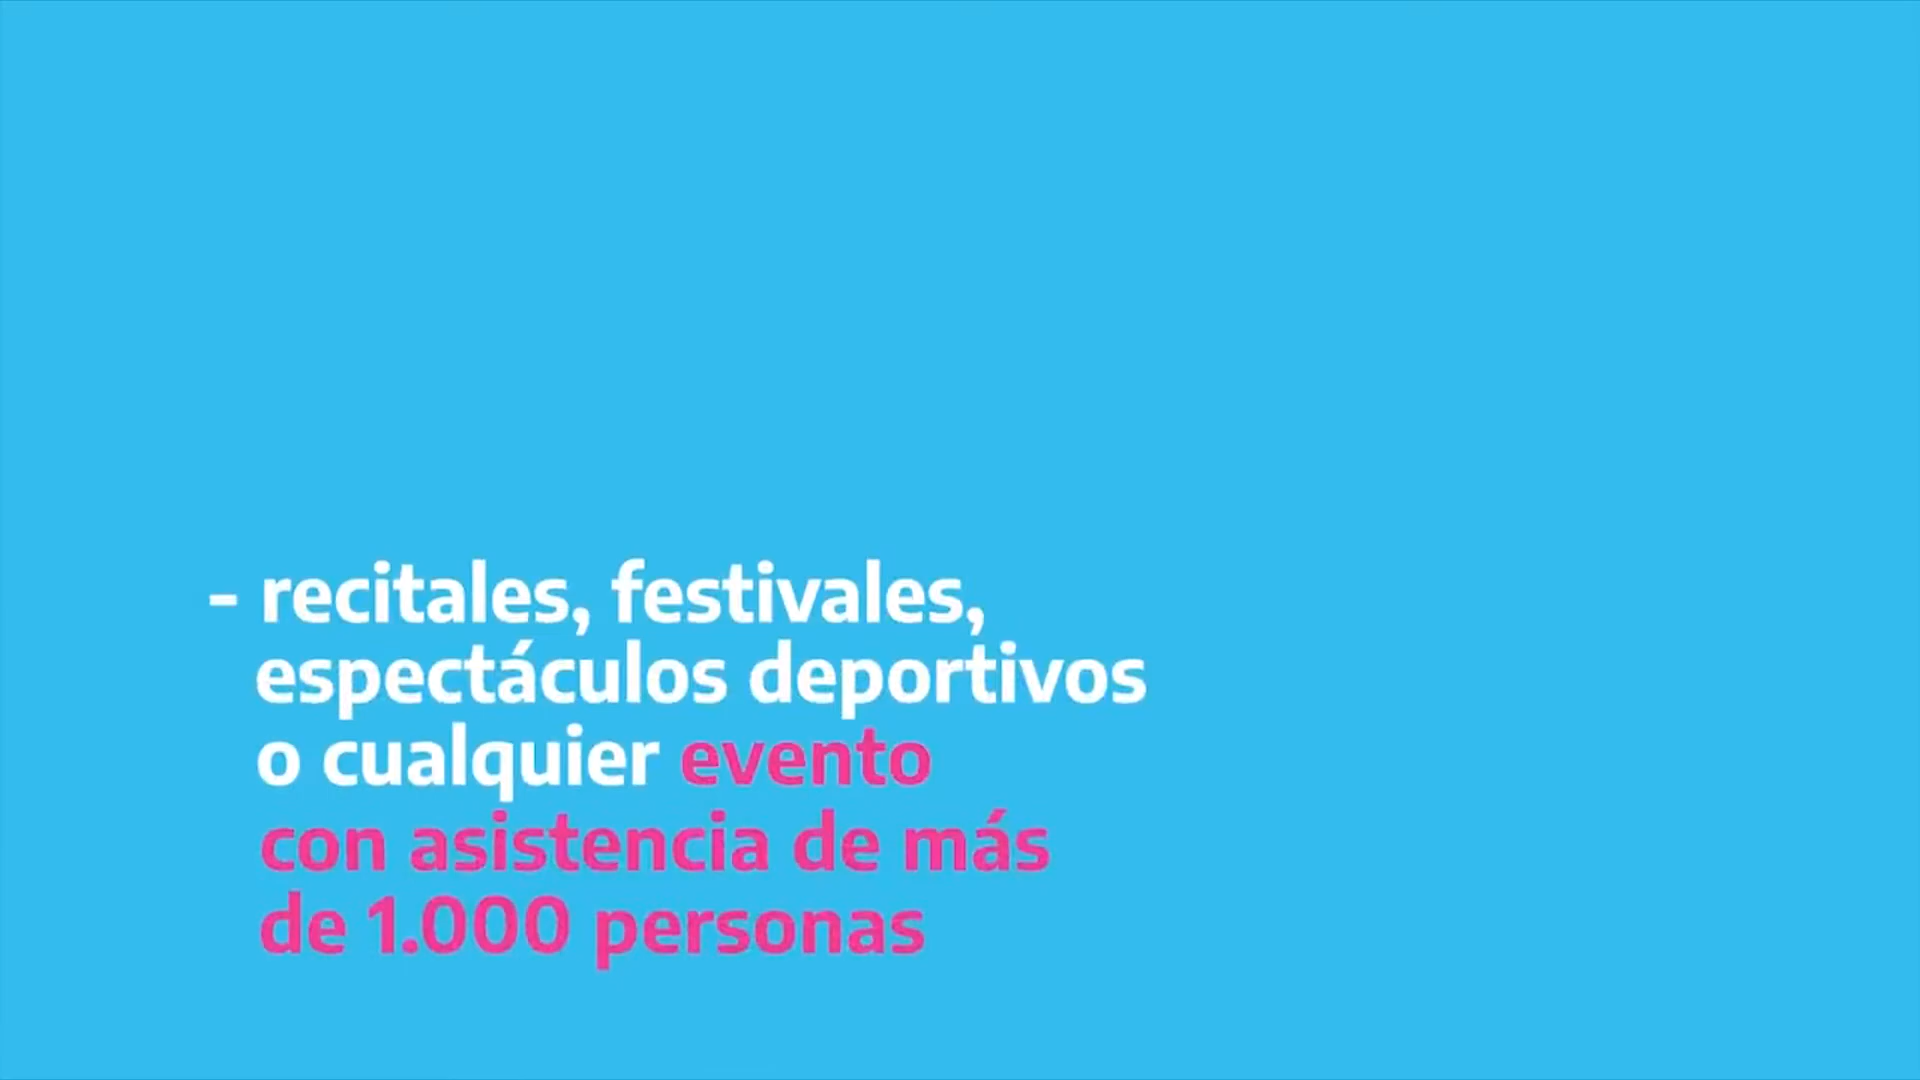 - recitales, festivales,
espectáculos deportivos
o cualquier evento
con asistencia de más
de 1.000 personas